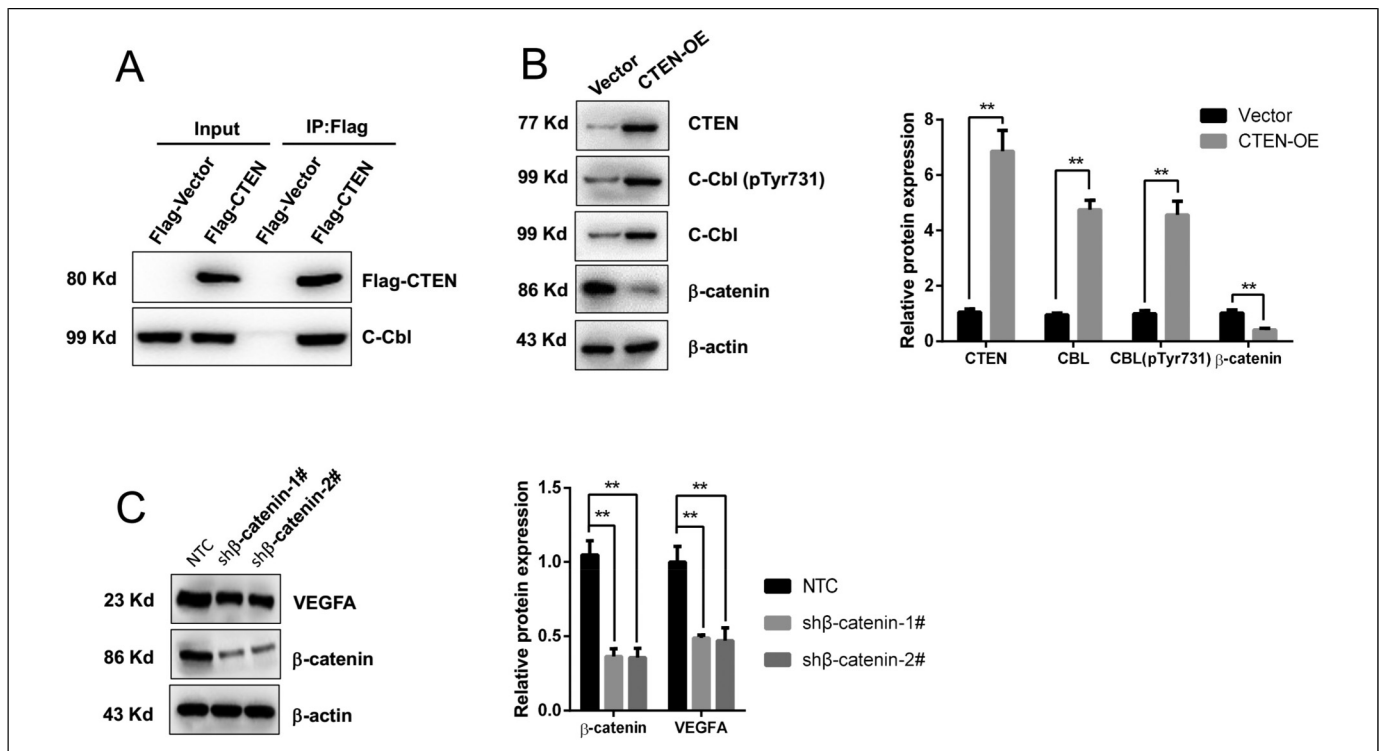 A
Input
IP:Flag
Flag-Vector
Flag-CTEN
Flag-Vector
Flag-CTEN
80 Kd
Flag-CTEN
99 Kd
C-Cbl
B
Vector
CTEN-OE
77 Kd
CTEN
99 Kd
C-Cbl (pTyr731)
99 Kd
C-Cbl
86 Kd
β-catenin
43 Kd
β-actin
Relative protein expression
8
6
4
2
0
**
**
**
**
CTEN
CBL
CBL(pTyr731)
β-catenin
Vector
CTEN-OE
C
NTC
shβ-catenin-1#
shβ-catenin-2#
23 Kd
VEGFA
86 Kd
β-catenin
43 Kd
β-actin
Relative protein expression
1.5
1.0
0.5
0.0
**
**
**
**
β-catenin
VEGFA
NTC
shβ-catenin-1#
shβ-catenin-2#